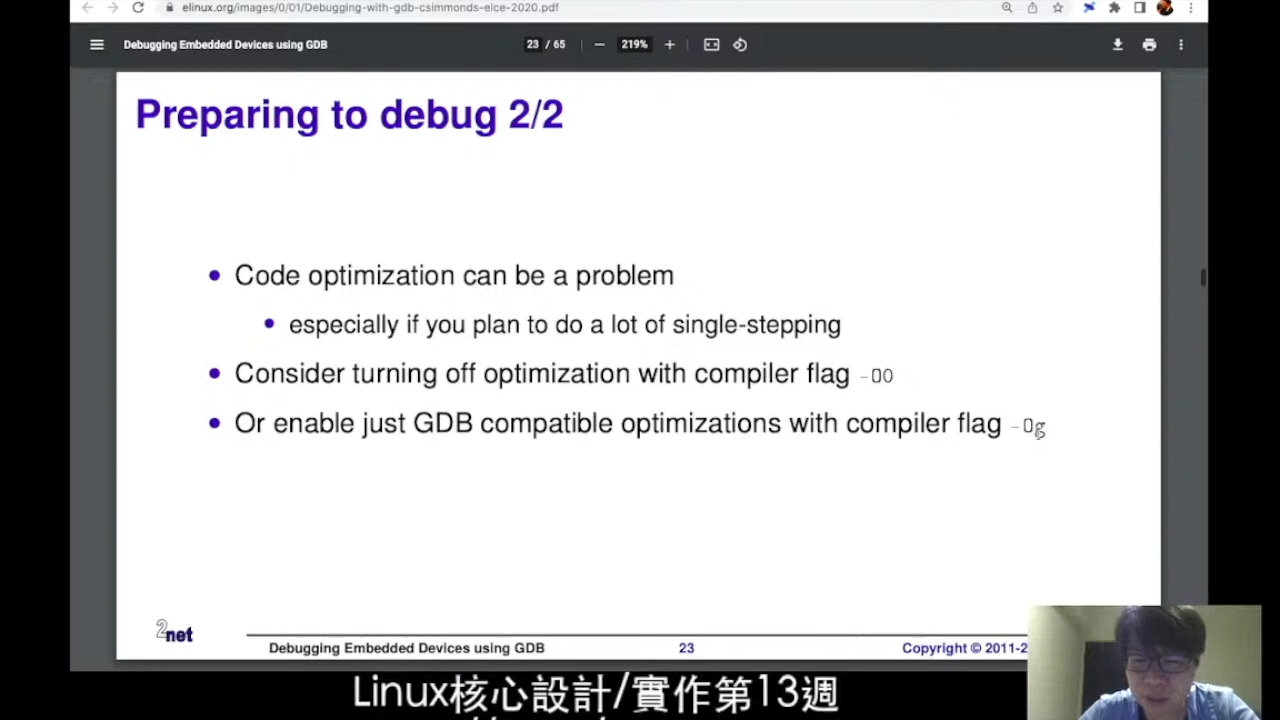 elinux.org/images/0/01/Debugging-with-gdb-csimmonds-elce-2020.pdf
Debugging Embedded Devices using GDB
23 / 65
219%
Preparing to debug 2/2
Code optimization can be a problem
especially if you plan to do a lot of single-stepping
Consider turning off optimization with compiler flag -O0
Or enable just GDB compatible optimizations with compiler flag -Og
2net
Debugging Embedded Devices using GDB
23
Copyright © 2011-2
Linux核心設計/實作第13週